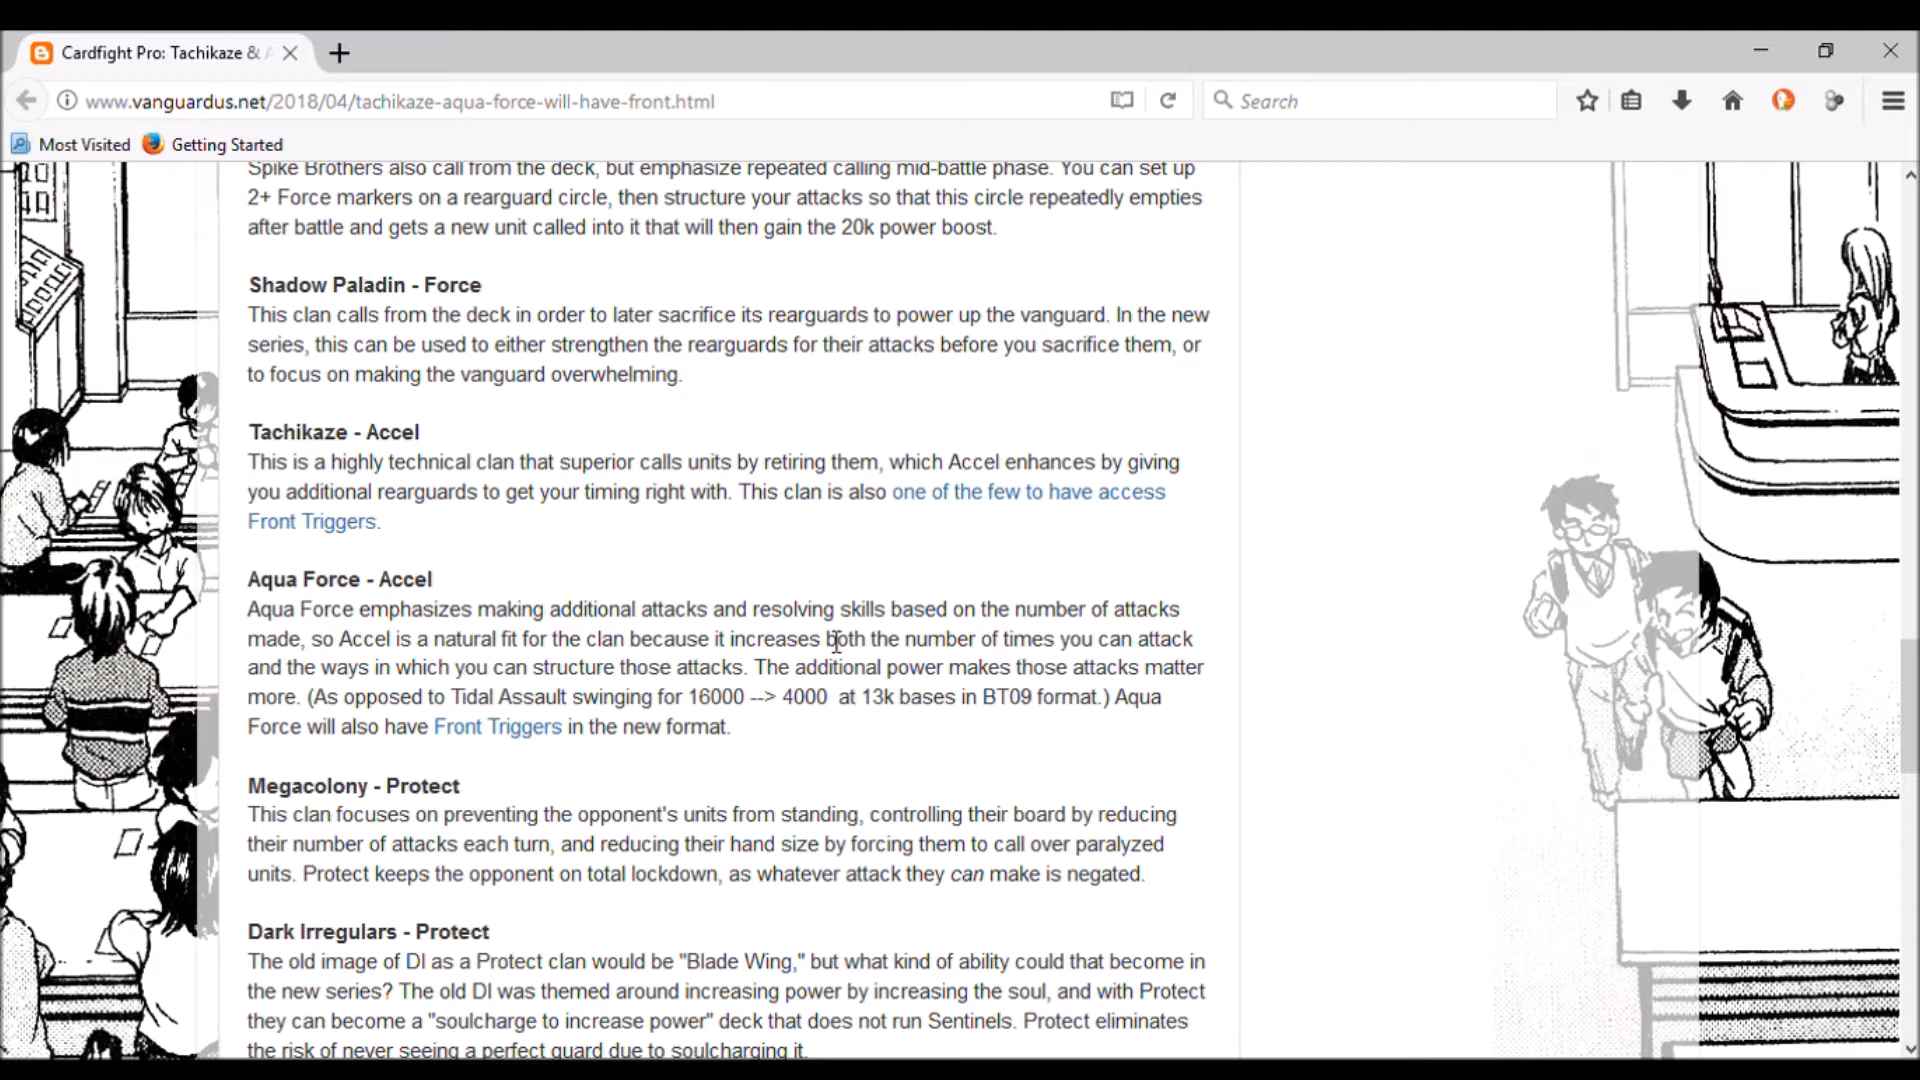 Cardfight Pro: Tachikaze &
www.vanguardus.net/2018/04/tachikaze-aqua-force-will-have-front.html
Search
Most Visited
Getting Started
Spike Brothers also call from the deck, but emphasize repeated calling mid-battle phase. You can set up
2+ Force markers on a rearguard circle, then structure your attacks so that this circle repeatedly empties
after battle and gets a new unit called into it that will then gain the 20k power boost.
Shadow Paladin - Force
This clan calls from the deck in order to later sacrifice its rearguards to power up the vanguard. In the new
series, this can be used to either strengthen the rearguards for their attacks before you sacrifice them, or
to focus on making the vanguard overwhelming.
Tachikaze - Accel
This is a highly technical clan that superior calls units by retiring them, which Accel enhances by giving
you additional rearguards to get your timing right with. This clan is also one of the few to have access
Front Triggers.
Aqua Force - Accel
Aqua Force emphasizes making additional attacks and resolving skills based on the number of attacks
made, so Accel is a natural fit for the clan because it increases both the number of times you can attack
and the ways in which you can structure those attacks. The additional power makes those attacks matter
more. (As opposed to Tidal Assault swinging for 16000 --> 4000 at 13k bases in BT09 format.) Aqua
Force will also have Front Triggers in the new format.
Megacolony - Protect
This clan focuses on preventing the opponent's units from standing, controlling their board by reducing
their number of attacks each turn, and reducing their hand size by forcing them to call over paralyzed
units. Protect keeps the opponent on total lockdown, as whatever attack they can make is negated.
Dark Irregulars - Protect
The old image of DI as a Protect clan would be "Blade Wing," but what kind of ability could that become in
the new series? The old DI was themed around increasing power by increasing the soul, and with Protect
they can become a "soulcharge to increase power" deck that does not run Sentinels. Protect eliminates
the risk of never seeing a perfect guard due to soulcharging it.